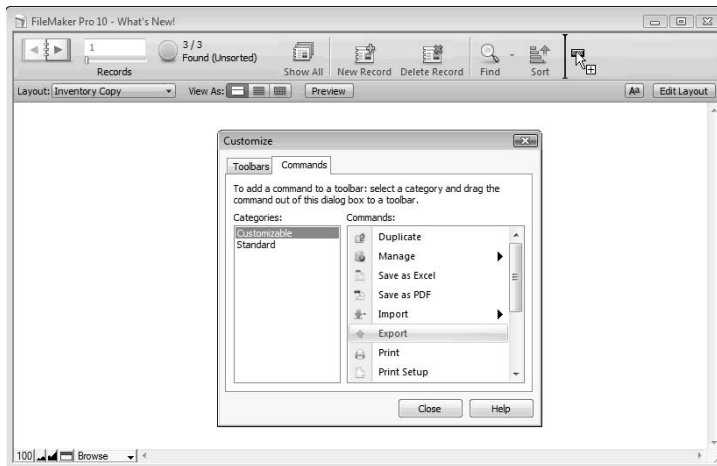 FileMaker Pro 10 - What's New!
1
3 / 3
Found (Unsorted)
Records
Show All
New Record
Delete Record
Find
Sort
Layout: Inventory Copy
View As:
Preview
Aa
Edit Layout
Customize
Toolbars
Commands
To add a command to a toolbar: select a category and drag the
command out of this dialog box to a toolbar.
Categories:
Commands:
Customizable
Standard
Duplicate
Manage
Save as Excel
Save as PDF
Import
Export
Print
Print Setup
Close
Help
100
Browse